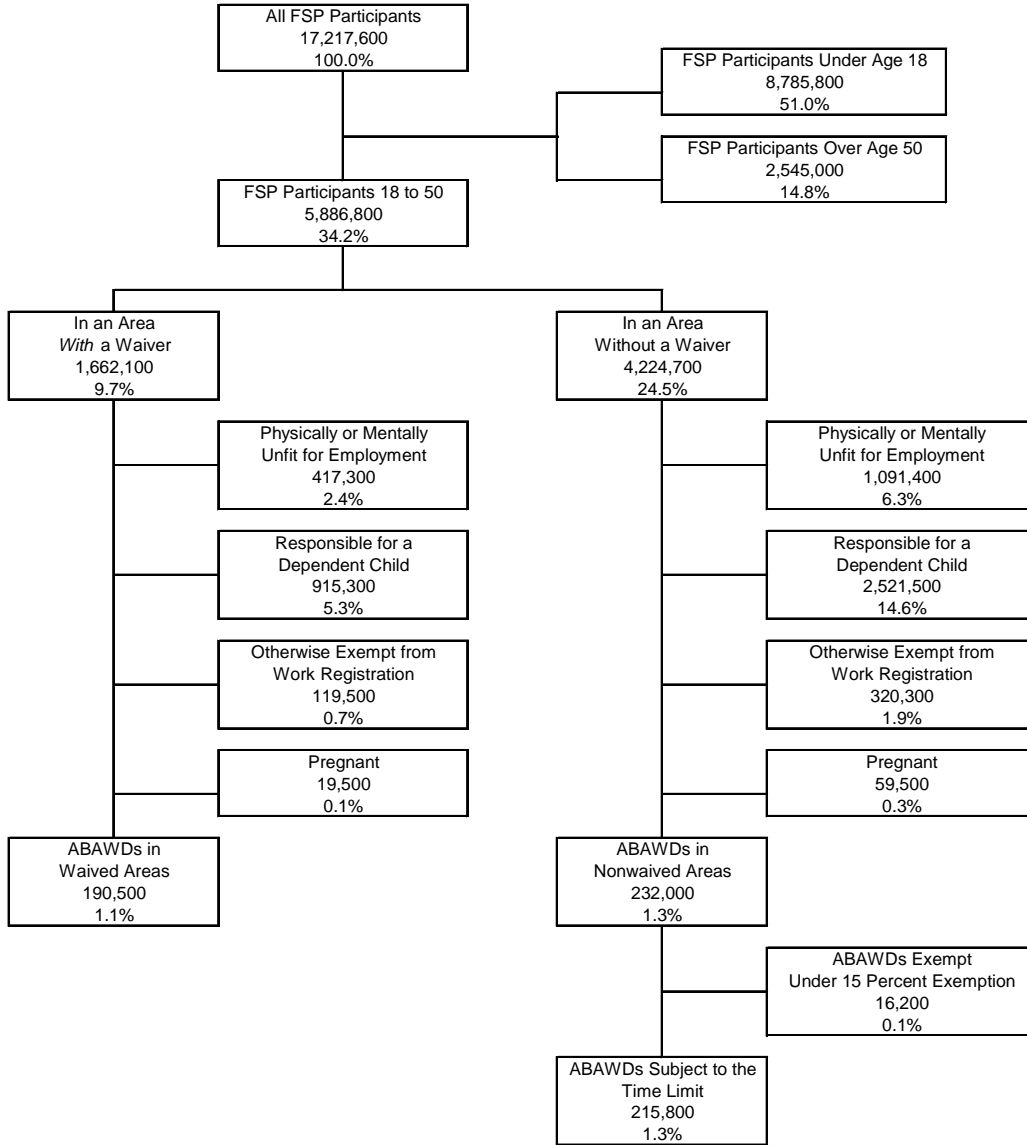 All FSP Participants
17,217,600
100.0%
FSP Participants Under Age 18
8,785,800
51.0%
FSP Participants Over Age 50
2,545,000
14.8%
FSP Participants 18 to 50
5,886,800
34.2%
In an Area
With a Waiver
1,662,100
9.7%
In an Area
Without a Waiver
4,224,700
24.5%
Physically or Mentally
Unfit for Employment
417,300
2.4%
Physically or Mentally
Unfit for Employment
1,091,400
6.3%
Responsible for a
Dependent Child
915,300
5.3%
Responsible for a
Dependent Child
2,521,500
14.6%
Otherwise Exempt from
Work Registration
119,500
0.7%
Otherwise Exempt from
Work Registration
320,300
1.9%
Pregnant
19,500
0.1%
Pregnant
59,500
0.3%
ABAWDs in
Waived Areas
190,500
1.1%
ABAWDs in
Nonwaived Areas
232,000
1.3%
ABAWDs Exempt
Under 15 Percent Exemption
16,200
0.1%
ABAWDs Subject to the
Time Limit
215,800
1.3%